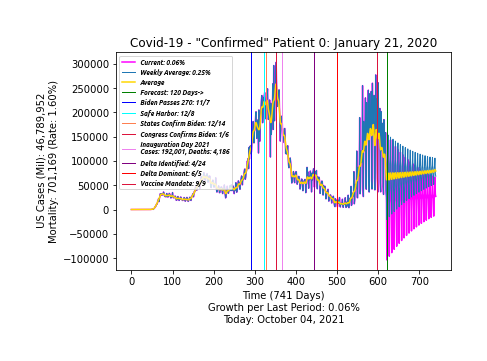 Covid-19 - "Confirmed" Patient 0: January 21, 2020
US Cases (Mil): 46,789,952
Mortality: 701,169 (Rate: 1.60%)
300000
250000
200000
150000
100000
50000
0
−50000
−100000
Current: 0.06%
Weekly Average: 0.25%
Average
Forecast: 120 Days->
Biden Passes 270: 11/7
Safe Harbor: 12/8
States Confirm Biden: 12/14
Congress Confirms Biden: 1/6
Inauguration Day 2021
Cases: 192,001, Deaths: 4,186
Delta Identified: 4/24
Delta Dominant: 6/5
Vaccine Mandate: 9/9
0 100 200 300 400 500 600 700
Time (741 Days)
Growth per Last Period: 0.06%
Today: October 04, 2021